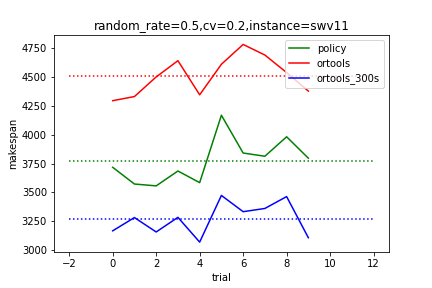 random_rate=0.5,cv=0.2,instance=swv11
policy
ortools
ortools_300s
makespan
4750
4500
4250
4000
3750
3500
3250
3000
−2 0 2 4 6 8 10 12
trial